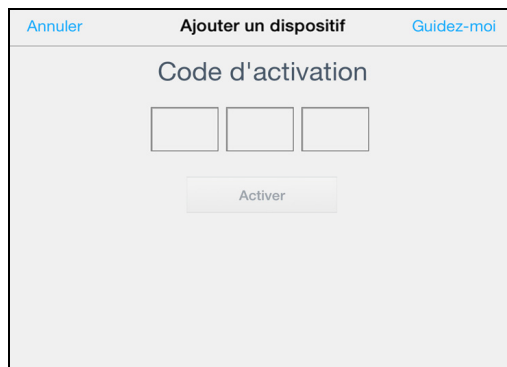 Annuler Ajouter un dispositif Guidez-moi
Code d'activation
Activer